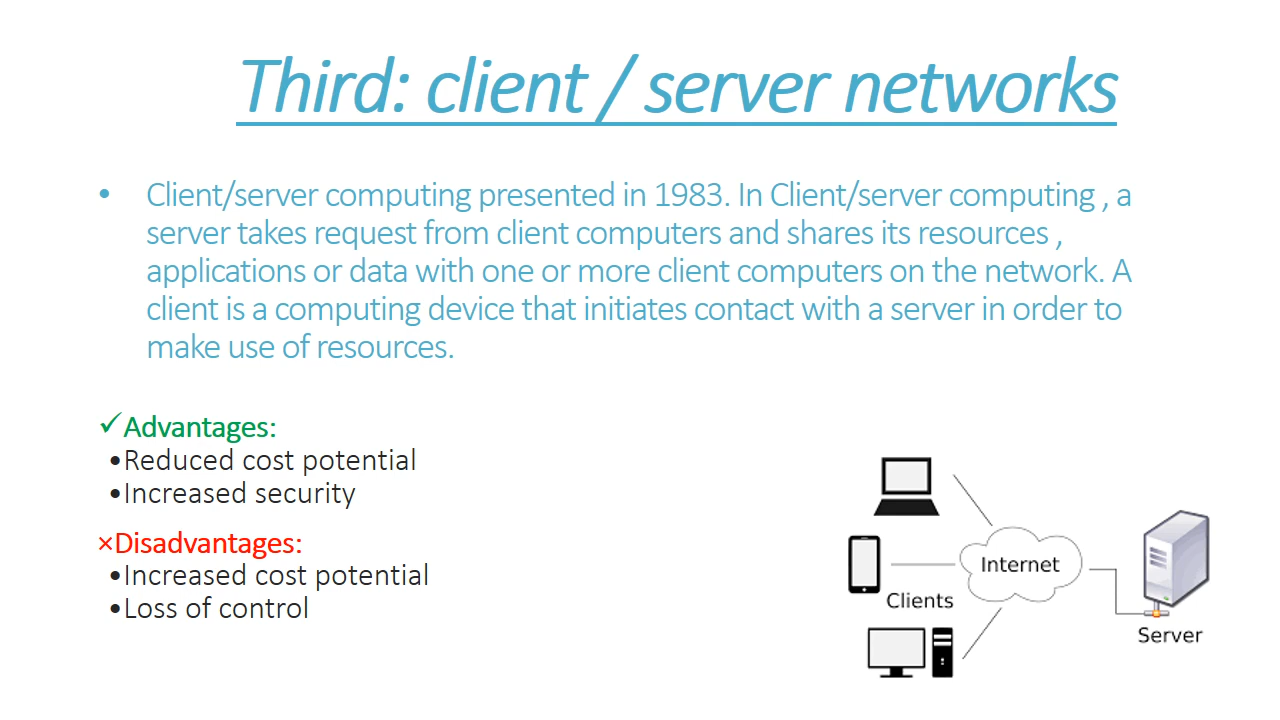 Third: client / server networks
• Client/server computing presented in 1983. In Client/server computing , a
server takes request from client computers and shares its resources ,
applications or data with one or more client computers on the network. A
client is a computing device that initiates contact with a server in order to
make use of resources.
✓Advantages:
•Reduced cost potential
•Increased security
×Disadvantages:
•Increased cost potential
•Loss of control
Internet
Clients
Server